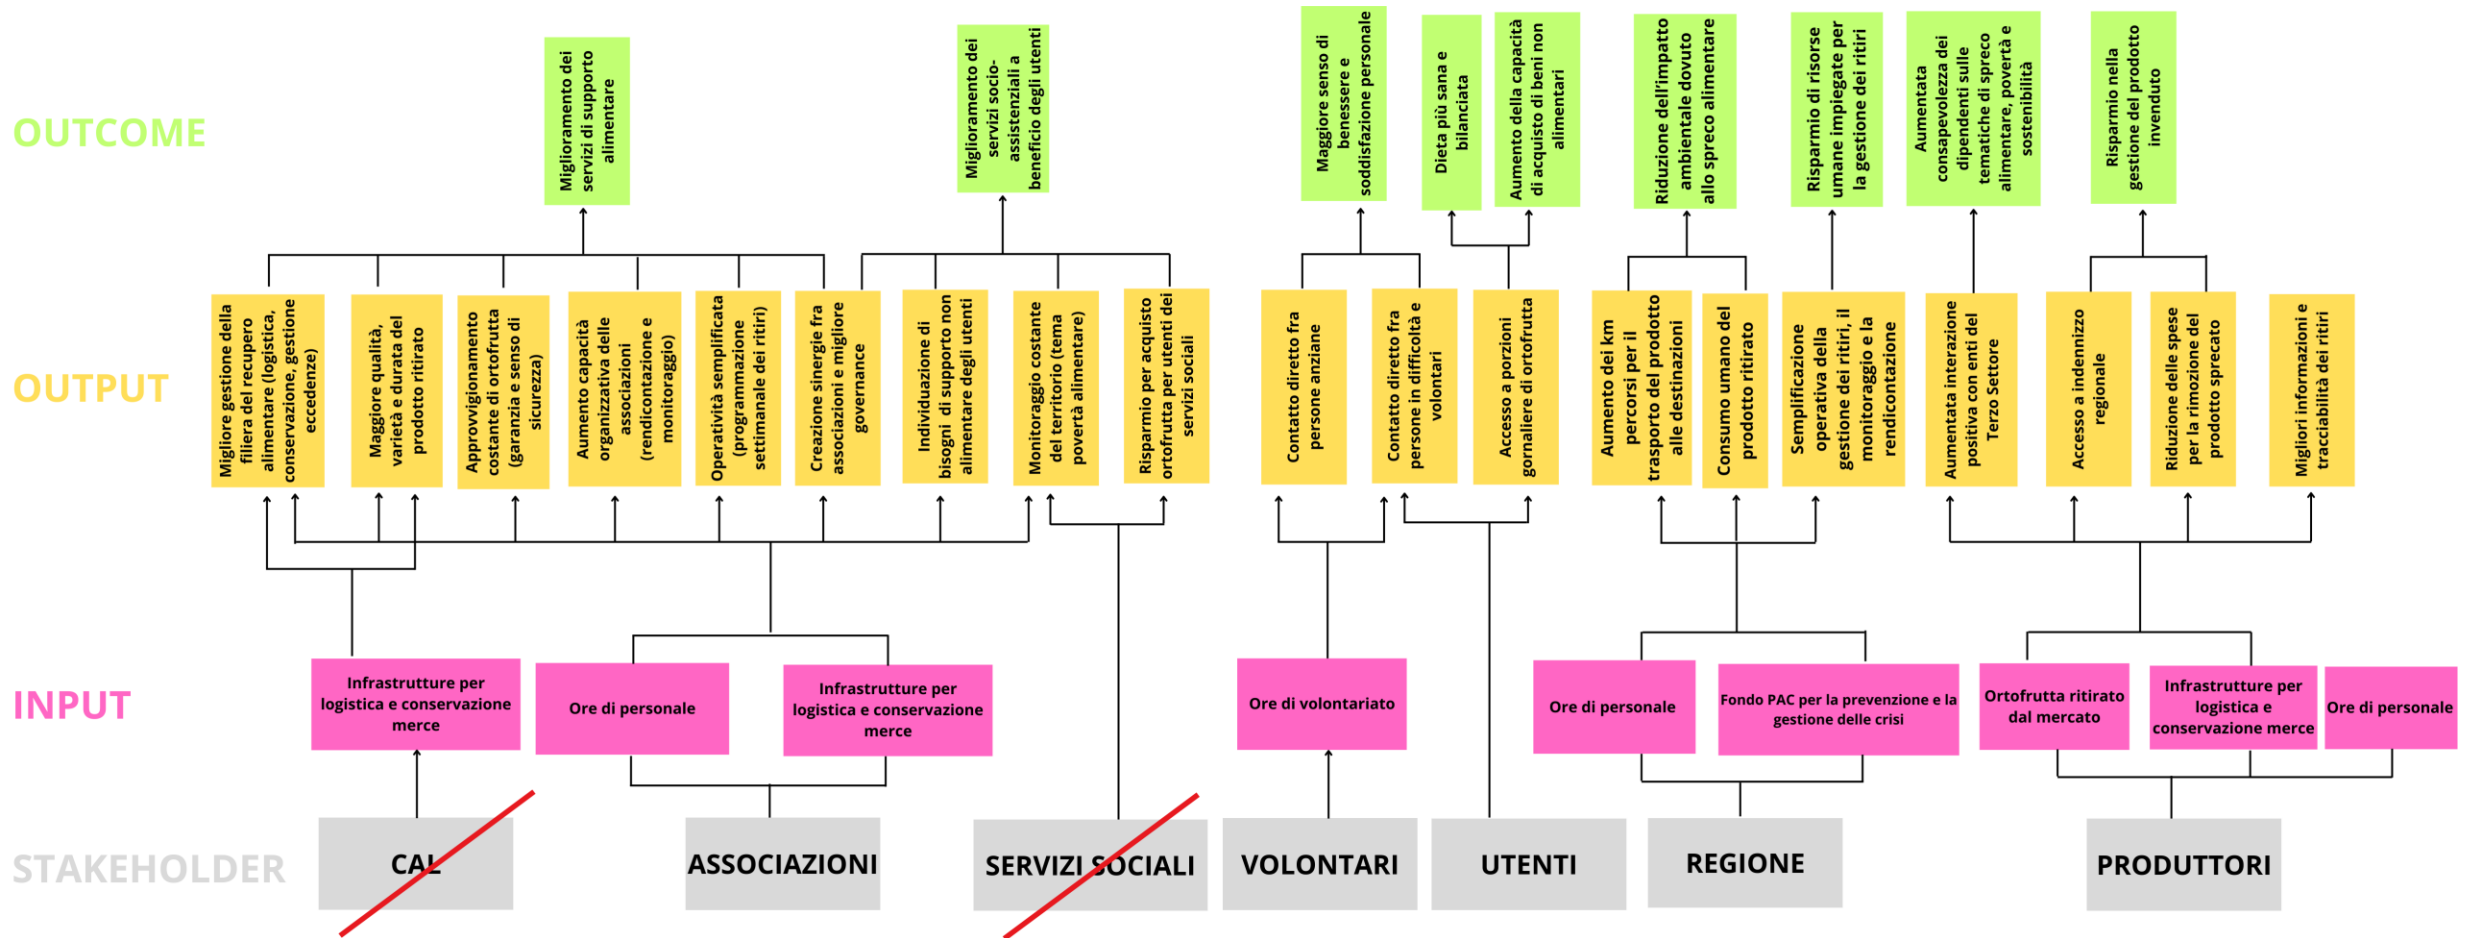 OUTCOME
Miglioramento dei
servizi di supporto
alimentare
Miglioramento dei
servizi socio-
assistenziali a
beneficio degli utenti
Maggiore senso di
benessere e
soddisfazione personale
Dieta più sana e
bilanciata
Aumento della capacità
di acquisto di beni non
alimentari
Riduzione dell'impatto
ambientale dovuto
allo spreco alimentare
Risparmio di risorse
umane impiegate per
la gestione dei ritiri
Aumentata
consapevolezza dei
dipendenti sulle
tematiche di spreco
alimentare, povertà e
sostenibilità
Risparmio nella
gestione del prodotto
invenduto
OUTPUT
Migliore gestione della
filiera del recupero
alimentare (logistica,
conservazione, gestione
eccedenze)
Maggiore qualità,
varietà e durata del
prodotto ritirato
Approvvigionamento
costante di ortofrutta
(garanzia e senso di
sicurezza)
Aumento capacità
organizzativa delle
associazioni
(rendicontazione e
monitoraggio)
Operatività semplificata
(programmazione
settimanale dei ritiri)
Creazione sinergie fra
associazioni e migliore
governance
Individuazione di
bisogni di supporto non
alimentare degli utenti
Monitoraggio costante
del territorio (tema
povertà alimentare)
Risparmio per acquisto
ortofrutta per utenti dei
servizi sociali
Contatto diretto fra
persone anziane
Contatto diretto fra
persone in difficoltà e
volontari
Accesso a porzioni
gornaliere di ortofrutta
Aumento dei km
percorsi per il
trasporto del prodotto
alle destinazioni
Consumo umano del
prodotto ritirato
Semplificazione
operativa della
gestione dei ritiri, il
monitoraggio e la
rendicontazione
Aumentata interazione
positiva con enti del
Terzo Settore
Accesso a indennizzo
regionale
Riduzione delle spese
per la rimozione del
prodotto sprecato
Migliori informazioni e
tracciabilità dei ritiri
INPUT
Infrastrutture per
logistica e conservazione
merce
Ore di personale
Infrastrutture per
logistica e conservazione
merce
Ore di volontariato
Ore di personale
Fondo PAC per la prevenzione e la
gestione delle crisi
Ortofrutta ritirato
dal mercato
Infrastrutture per
logistica e
conservazione merce
Ore di personale
STAKEHOLDER
CAL
ASSOCIAZIONI
SERVIZI SOCIALI
VOLONTARI
UTENTI
REGIONE
PRODUTTORI